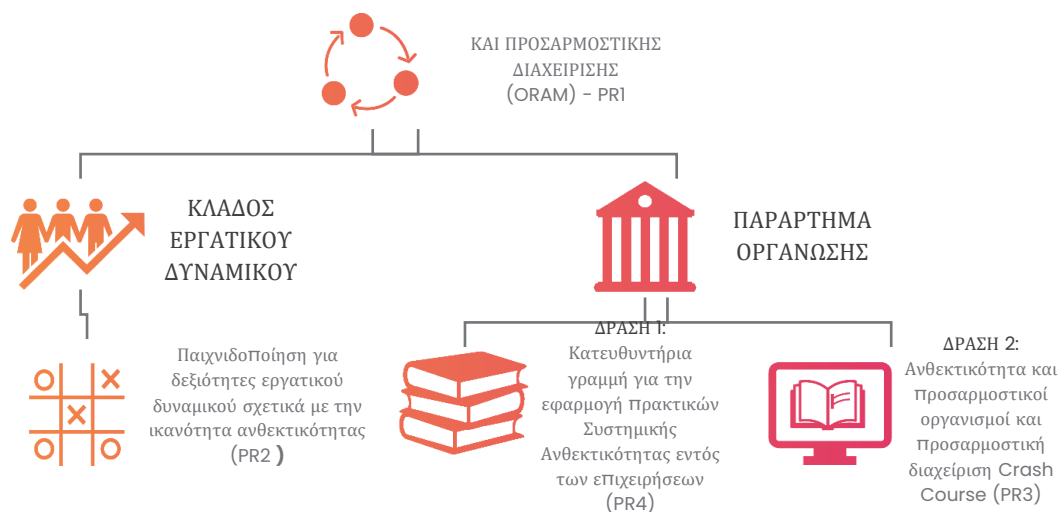 ΚΑΙ ΠΡΟΣΑΡΜΟΣΤΙΚΗΣ
ΔΙΑΧΕΙΡΙΣΗΣ
(ORAM) - PR1
ΚΛΑΔΟΣ
ΕΡΓΑΤΙΚΟΥ
ΔΥΝΑΜΙΚΟΥ
ΠΑΡΑΡΤΗΜΑ
ΟΡΓΑΝΩΣΗΣ
Παιχνιδοποίηση για
δεξιότητες εργατικού
δυναμικού σχετικά με την
ικανότητα ανθεκτικότητας
(PR2 )
ΔΡΑΣΗ 1:
Κατευθυντήρια
γραμμή για την
εφαρμογή πρακτικών
Συστημικής
Ανθεκτικότητας εντός
των επιχειρήσεων
(PR4)
ΔΡΑΣΗ 2:
Ανθεκτικότητα και
προσαρμοστικοί
οργανισμοί και
προσαρμοστική
διαχείριση Crash
Course (PR3)